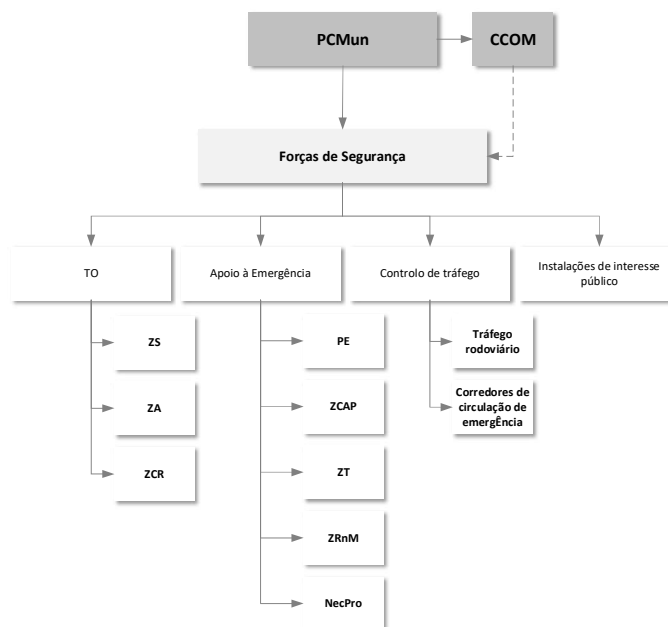 PCMun
CCOM
Forças de Segurança
TO
Apoio à Emergência
Controlo de tráfego
Instalações de interesse
público
ZS
PE
Tráfego
rodoviário
ZA
ZCAP
Corredores de
circulação de
emergÊncia
ZCR
ZT
ZRnM
NecPro